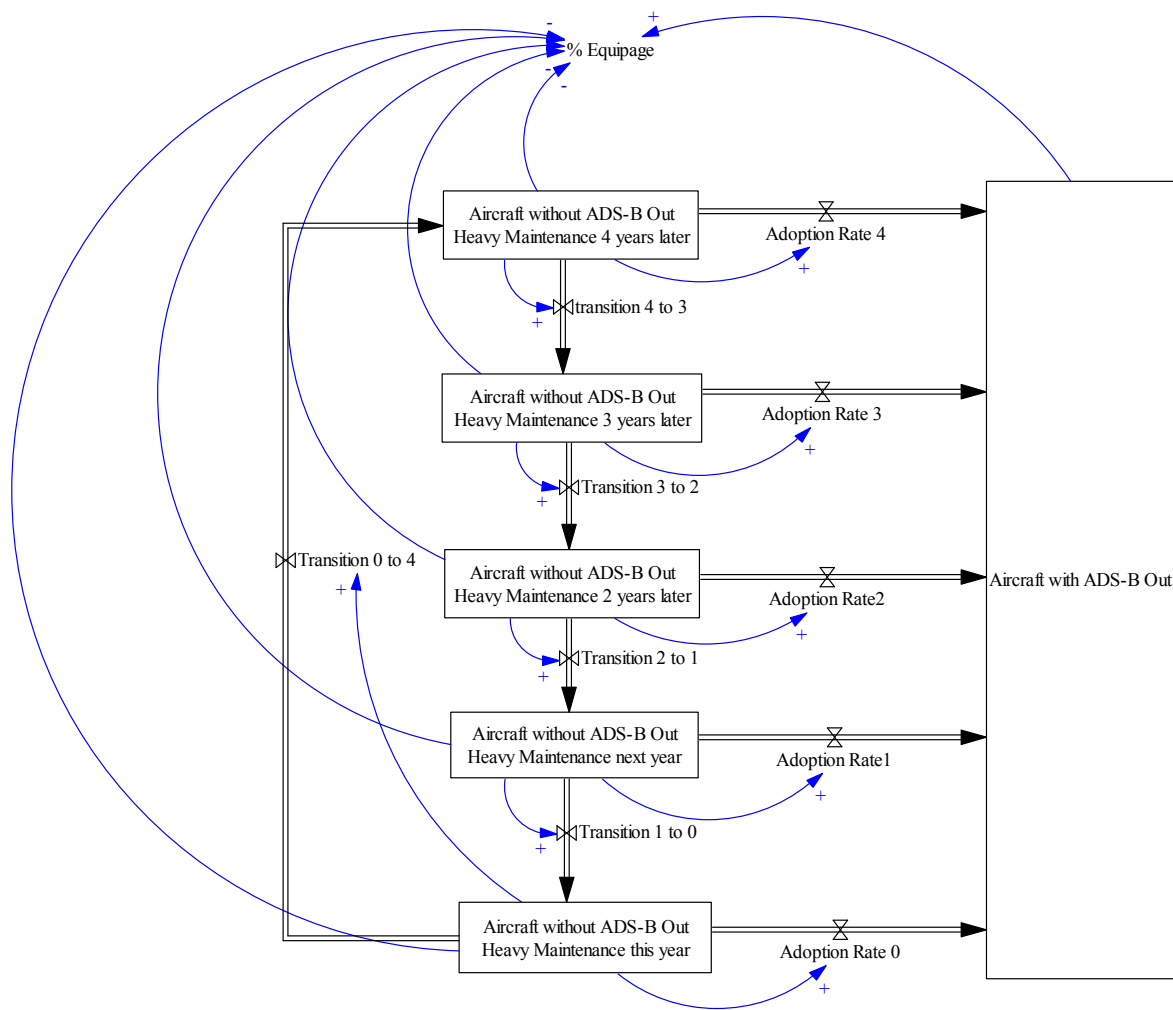 -
+
% Equipage
-
-
-
Aircraft without ADS-B Out
Heavy Maintenance 4 years later
Adoption Rate 4
+
transition 4 to 3
+
Aircraft without ADS-B Out
Heavy Maintenance 3 years later
Adoption Rate 3
+
Transition 3 to 2
+
Transition 0 to 4
+
Aircraft without ADS-B Out
Heavy Maintenance 2 years later
Adoption Rate2
+
Aircraft with ADS-B Out
Transition 2 to 1
+
Aircraft without ADS-B Out
Heavy Maintenance next year
Adoption Rate1
+
Transition 1 to 0
+
Aircraft without ADS-B Out
Heavy Maintenance this year
Adoption Rate 0
+